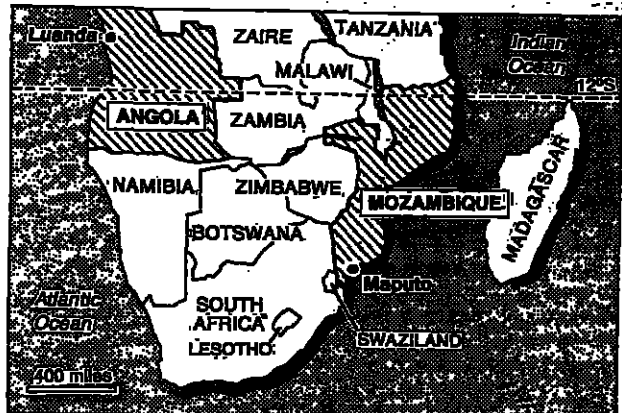 Luanda
ZAIRE
TANZANIA
Indian
Ocean
MALAWI
12°S
ANGOLA
ZAMBIA
NAMIBIA
ZIMBABWE
MOZAMBIQUE
MADAGASCAR
BOTSWANA
Maputo
Atlantic
Ocean
SOUTH
AFRICA
LESOTHO
SWAZILAND
400 miles